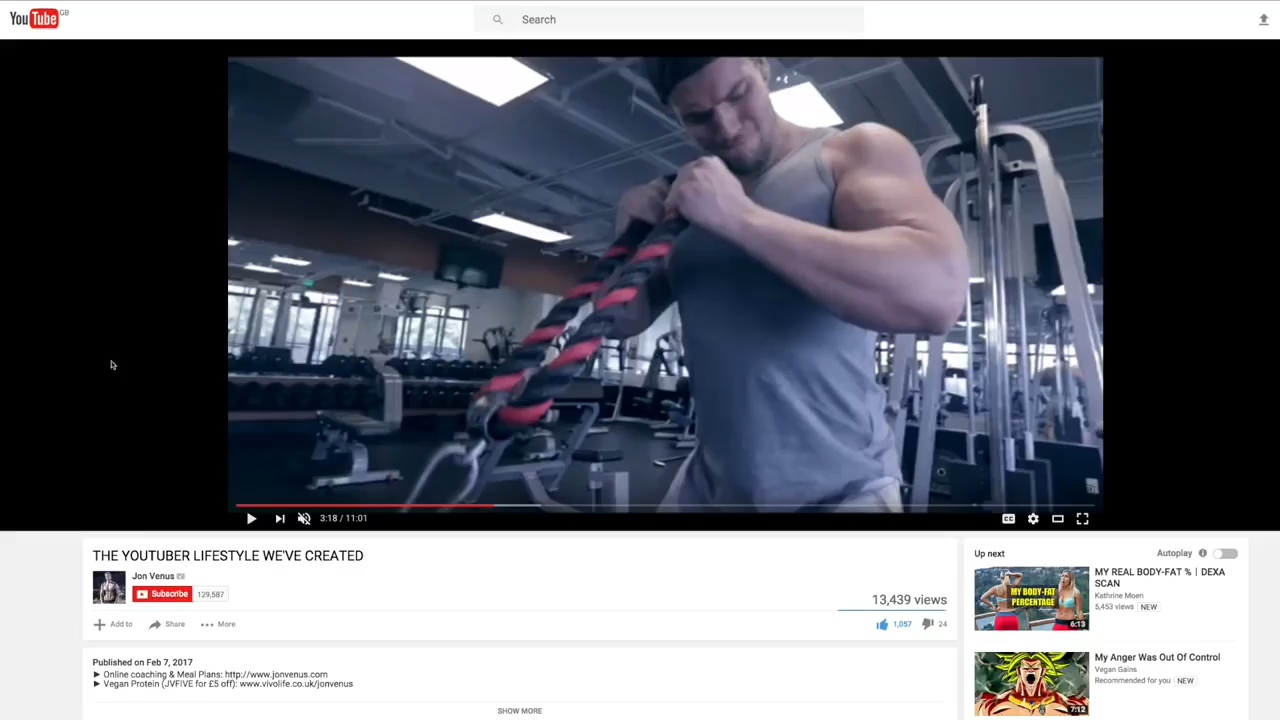 YouTube GB
Search
3:18 / 11:01
CC
THE YOUTUBER LIFESTYLE WE'VE CREATED
Jon Venus
Subscribe 129,587
13,439 views
Add to Share More
1,057 24
Published on Feb 7, 2017
► Online coaching & Meal Plans: http://www.jonvenus.com
► Vegan Protein (JVFIVE for £5 off): www.vivolife.co.uk/jonvenus
SHOW MORE
Up next
Autoplay
MY BODY-FAT
PERCENTAGE
6:13
MY REAL BODY-FAT % | DEXA
SCAN
Kathrine Moen
5,453 views NEW
7:12
My Anger Was Out Of Control
Vegan Gains
Recommended for you NEW